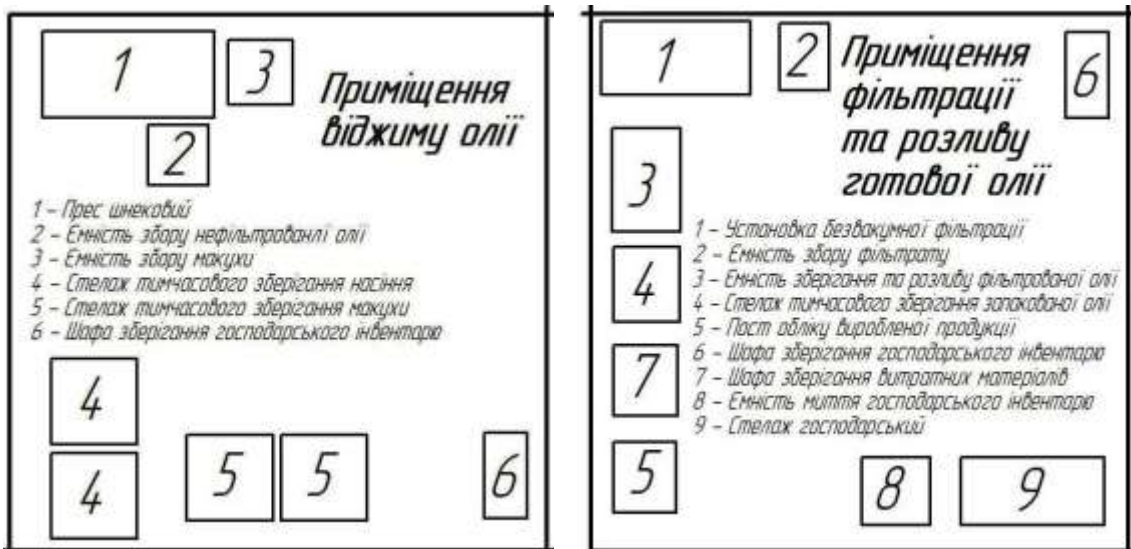 1
3
Приміщення
віджиму олії
2
1 – Прес шнековий
2 – Ємність збору нефільтрованлї олії
3 – Ємність збору макухи
4 – Стелаж тимчасового зберігання насіння
5 – Стелаж тимчасового зберігання макухи
6 – Шафа зберігання господарського інвентарю
4
4
5
5
6
1
2
Приміщення
фільтрації
та розливу
готової олії
6
3
4
7
5
1 – Установка безвакумної фільтрації
2 – Ємність збору фільтрату
3 – Ємність зберігання та розливу фільтрованої олії
4 – Стелаж тимчасового зберігання запакованої олії
5 – Пост обліку виробленої продукції
6 – Шафа зберігання господарського інвентарю
7 – Шафа зберігання витратних матеріалів
8 – Ємність миття господарського інвентарю
9 – Стелаж господарський
8
9